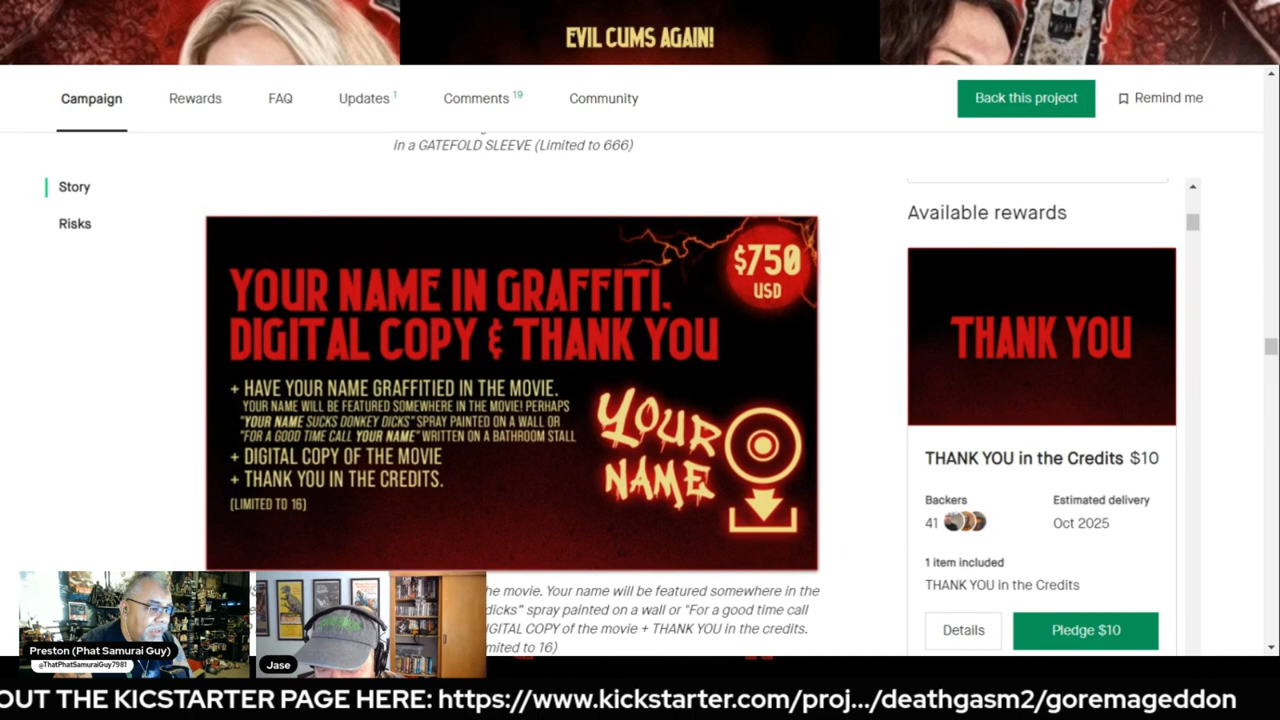 EVIL CUMS AGAIN!
Campaign
Rewards
FAQ
Updates 1
Comments 19
Community
Back this project
Remind me
in a GATEFOLD SLEEVE (Limited to 666)
Story
Risks
$750
USD
YOUR NAME IN GRAFFITI.
DIGITAL COPY & THANK YOU
+ HAVE YOUR NAME GRAFFITIED IN THE MOVIE.
YOUR NAME WILL BE FEATURED SOMEWHERE IN THE MOVIE! PERHAPS
"YOUR NAME SUCKS DONKEY DICKS" SPRAY PAINTED ON A WALL OR
"FOR A GOOD TIME CALL YOUR NAME" WRITTEN ON A BATHROOM STALL
+ DIGITAL COPY OF THE MOVIE
+ THANK YOU IN THE CREDITS.
(LIMITED TO 16)
YOUR
NAME
he movie. Your name will be featured somewhere in the
dicks" spray painted on a wall or "For a good time call
IGITAL COPY of the movie + THANK YOU in the credits.
mited to 16)
Available rewards
THANK YOU
THANK YOU in the Credits $10
Backers
Estimated delivery
41
Oct 2025
1 item included
THANK YOU in the Credits
Details
Pledge $10
Preston (Phat Samurai Guy)
@ThatPhatSamuraiGuy7981
Jase
OUT THE KICSTARTER PAGE HERE: https://www.kickstarter.com/proj.../deathgasm2/goremageddon